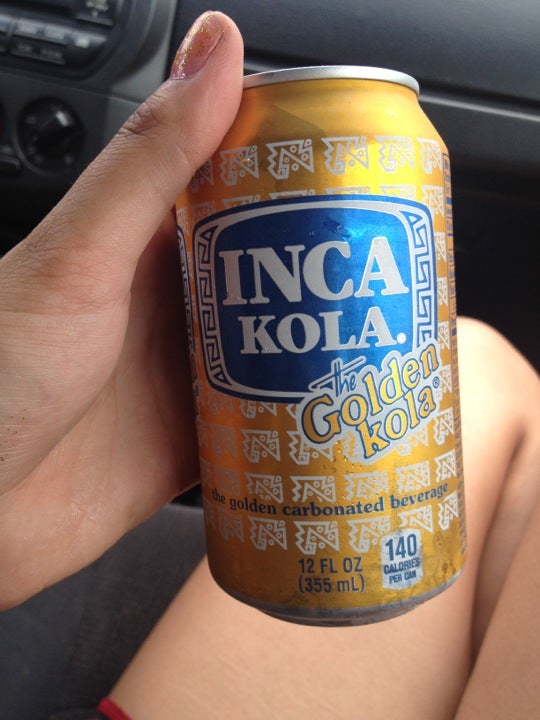 INCA
KOLA.
the
Golden
kola®
the golden carbonated beverage
12 FL OZ
(355 mL)
140
CALORIES
PER CAN